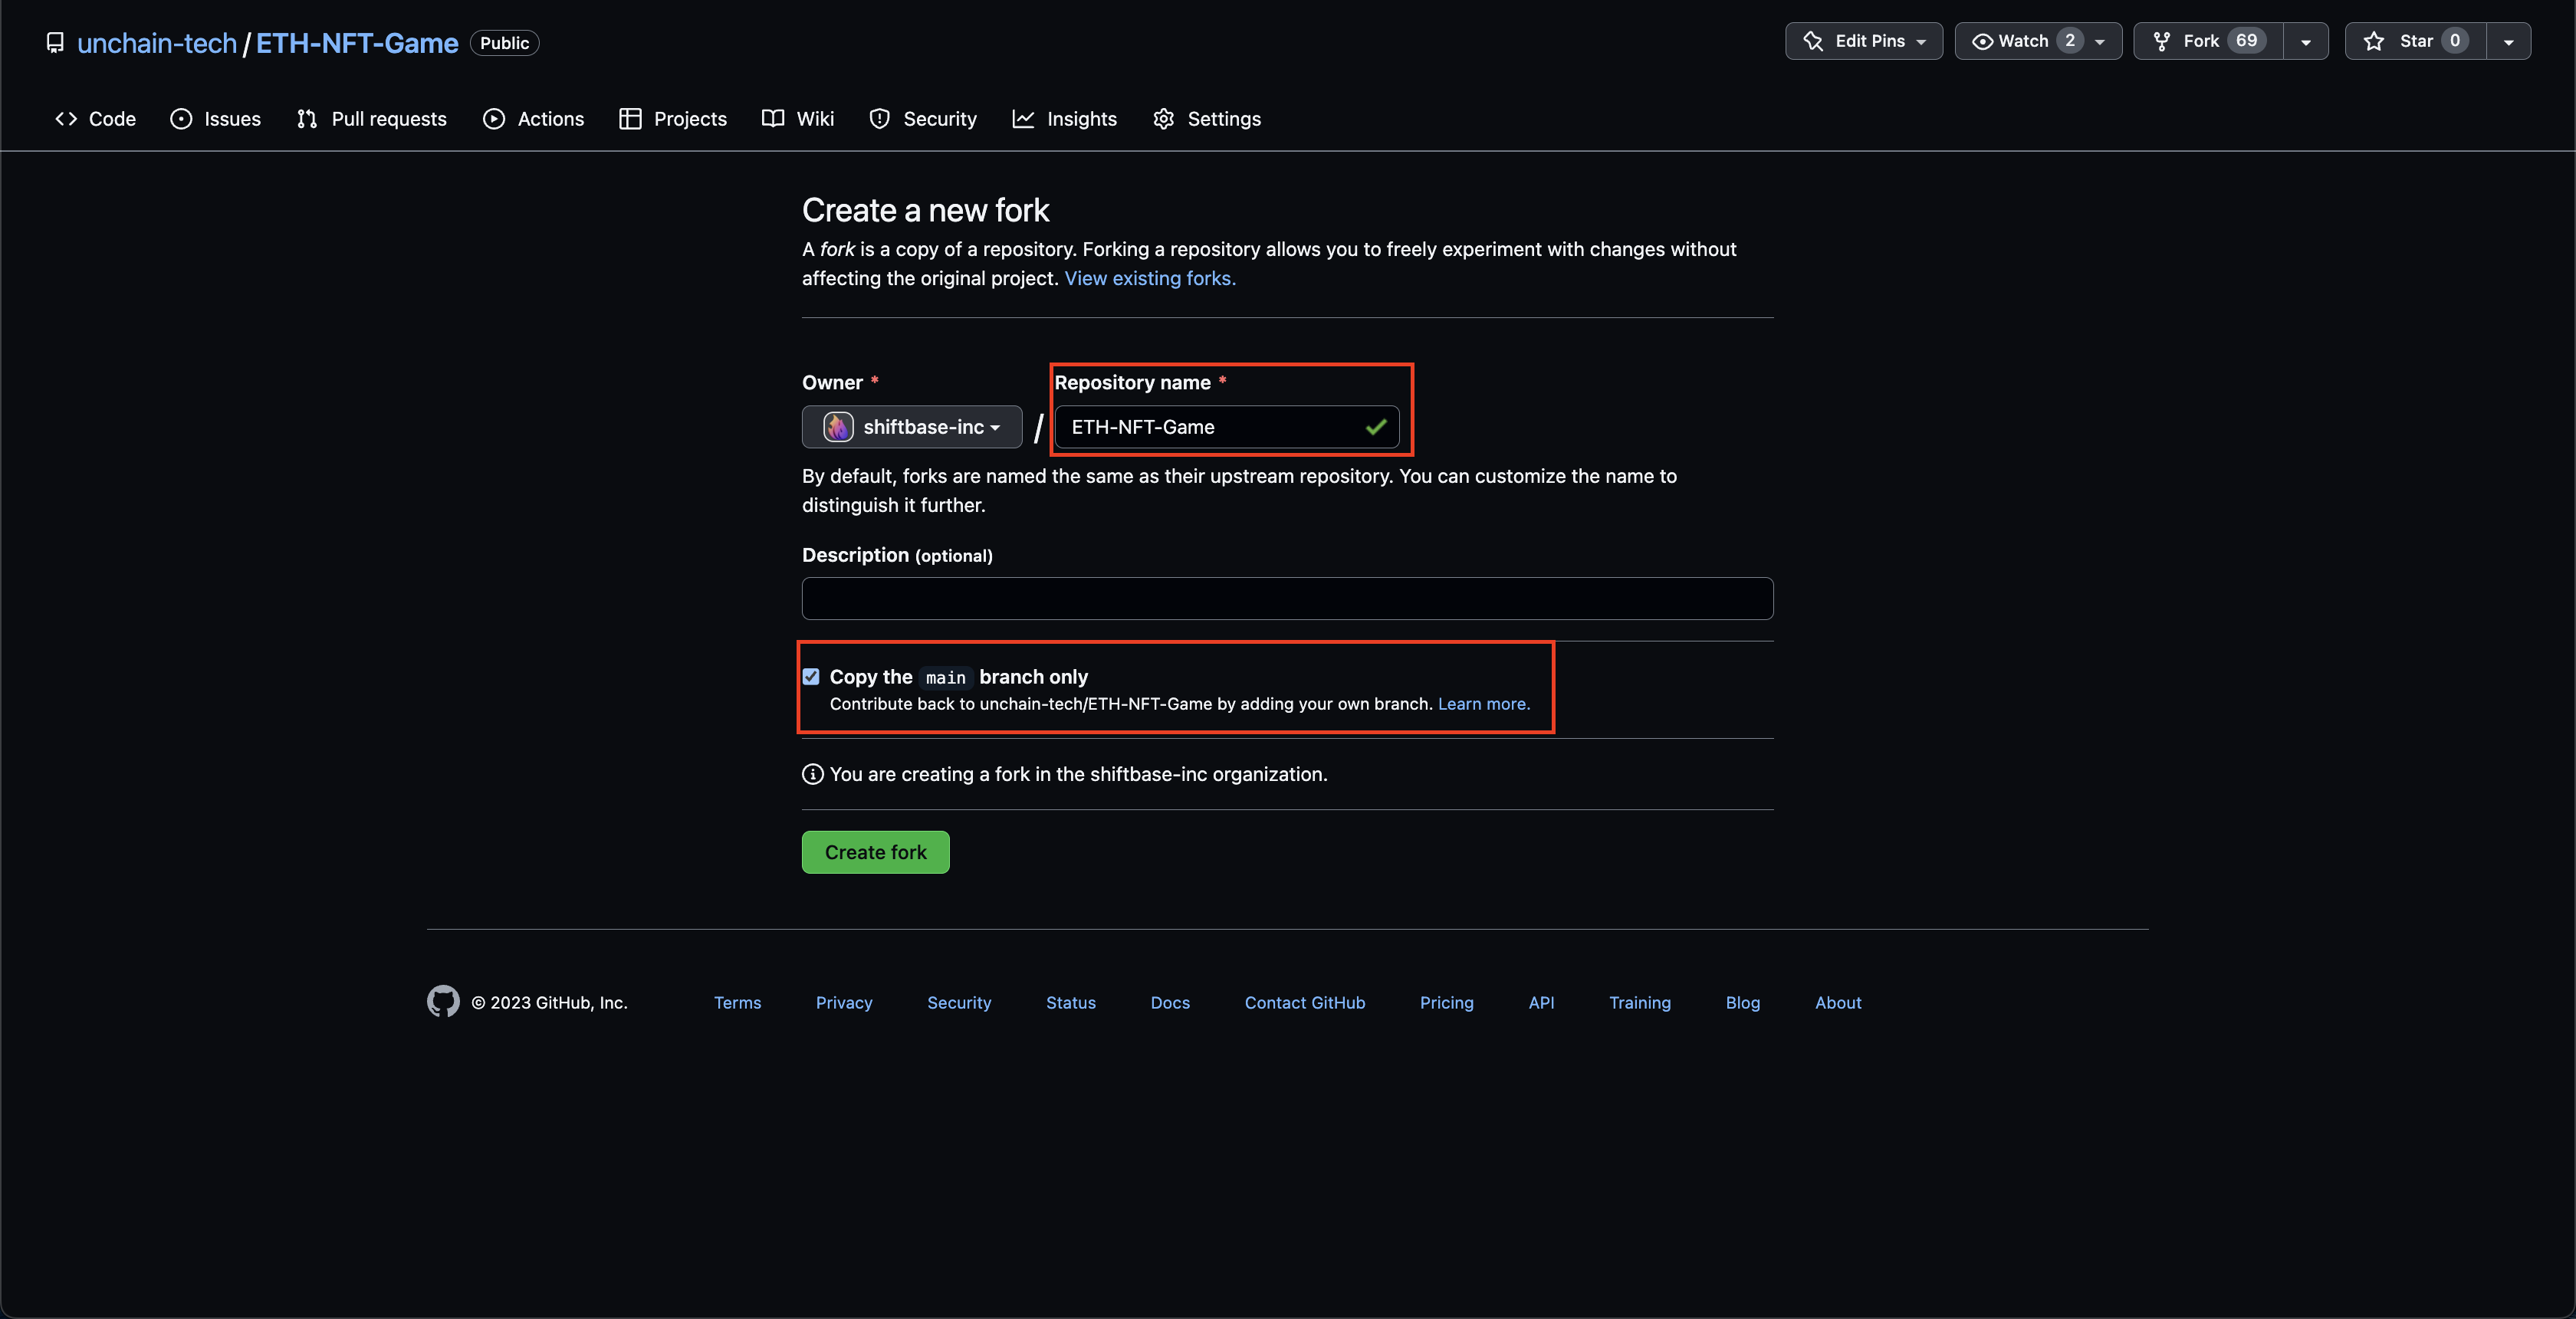 unchain-tech / ETH-NFT-Game Public
Edit Pins Watch 2 Fork 69 Star 0
Code Issues Pull requests Actions Projects Wiki Security Insights Settings
Create a new fork
A fork is a copy of a repository. Forking a repository allows you to freely experiment with changes without
affecting the original project. View existing forks.
Owner * Repository name *
shiftbase-inc / ETH-NFT-Game
By default, forks are named the same as their upstream repository. You can customize the name to
distinguish it further.
Description (optional)
Copy the main branch only
Contribute back to unchain-tech/ETH-NFT-Game by adding your own branch. Learn more.
You are creating a fork in the shiftbase-inc organization.
Create fork
© 2023 GitHub, Inc. Terms Privacy Security Status Docs Contact GitHub Pricing API Training Blog About